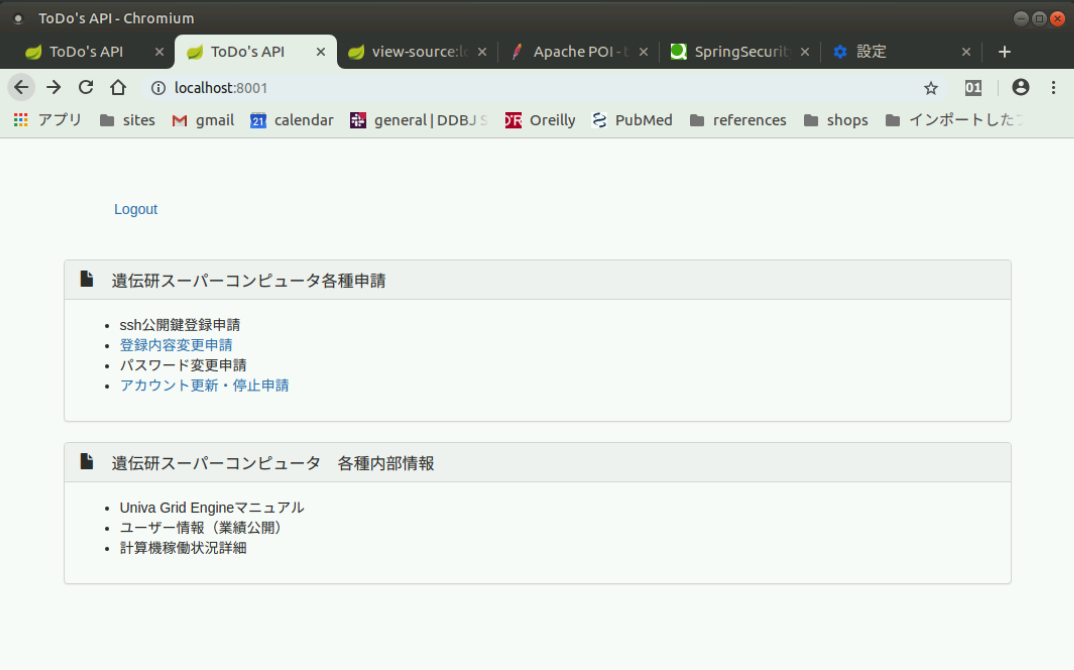 ToDo's API - Chromium
ToDo's API ToDo's API view-source:lo Apache POI - SpringSecurity 設定
localhost:8001 01
アプリ sites gmail 21 calendar general | DDBJ S Oreilly PubMed references shops インポートした
Logout
遺伝研スーパーコンピュータ各種申請
ssh公開鍵登録申請
登録内容変更申請
パスワード変更申請
アカウント更新・停止申請
遺伝研スーパーコンピュータ　各種内部情報
Univa Grid Engineマニュアル
ユーザー情報（業績公開）
計算機稼働状況詳細